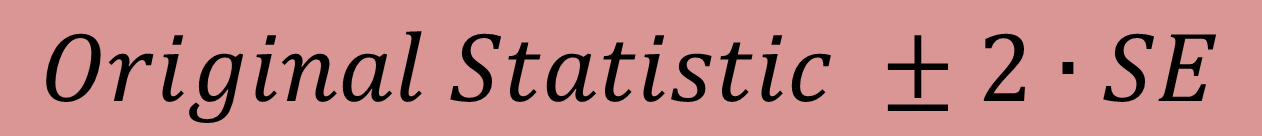 Original Statistic ± 2 · SE